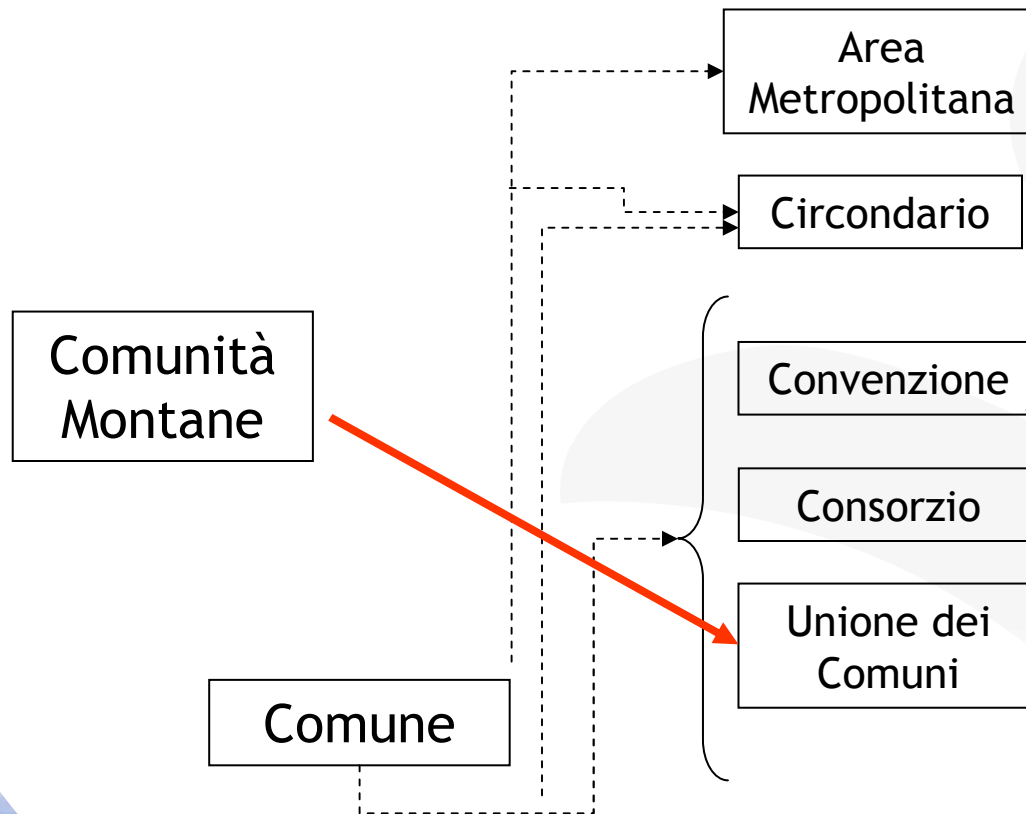 Area
Metropolitana
Circondario
Comunità
Montane
Convenzione
Consorzio
Unione dei
Comuni
Comune